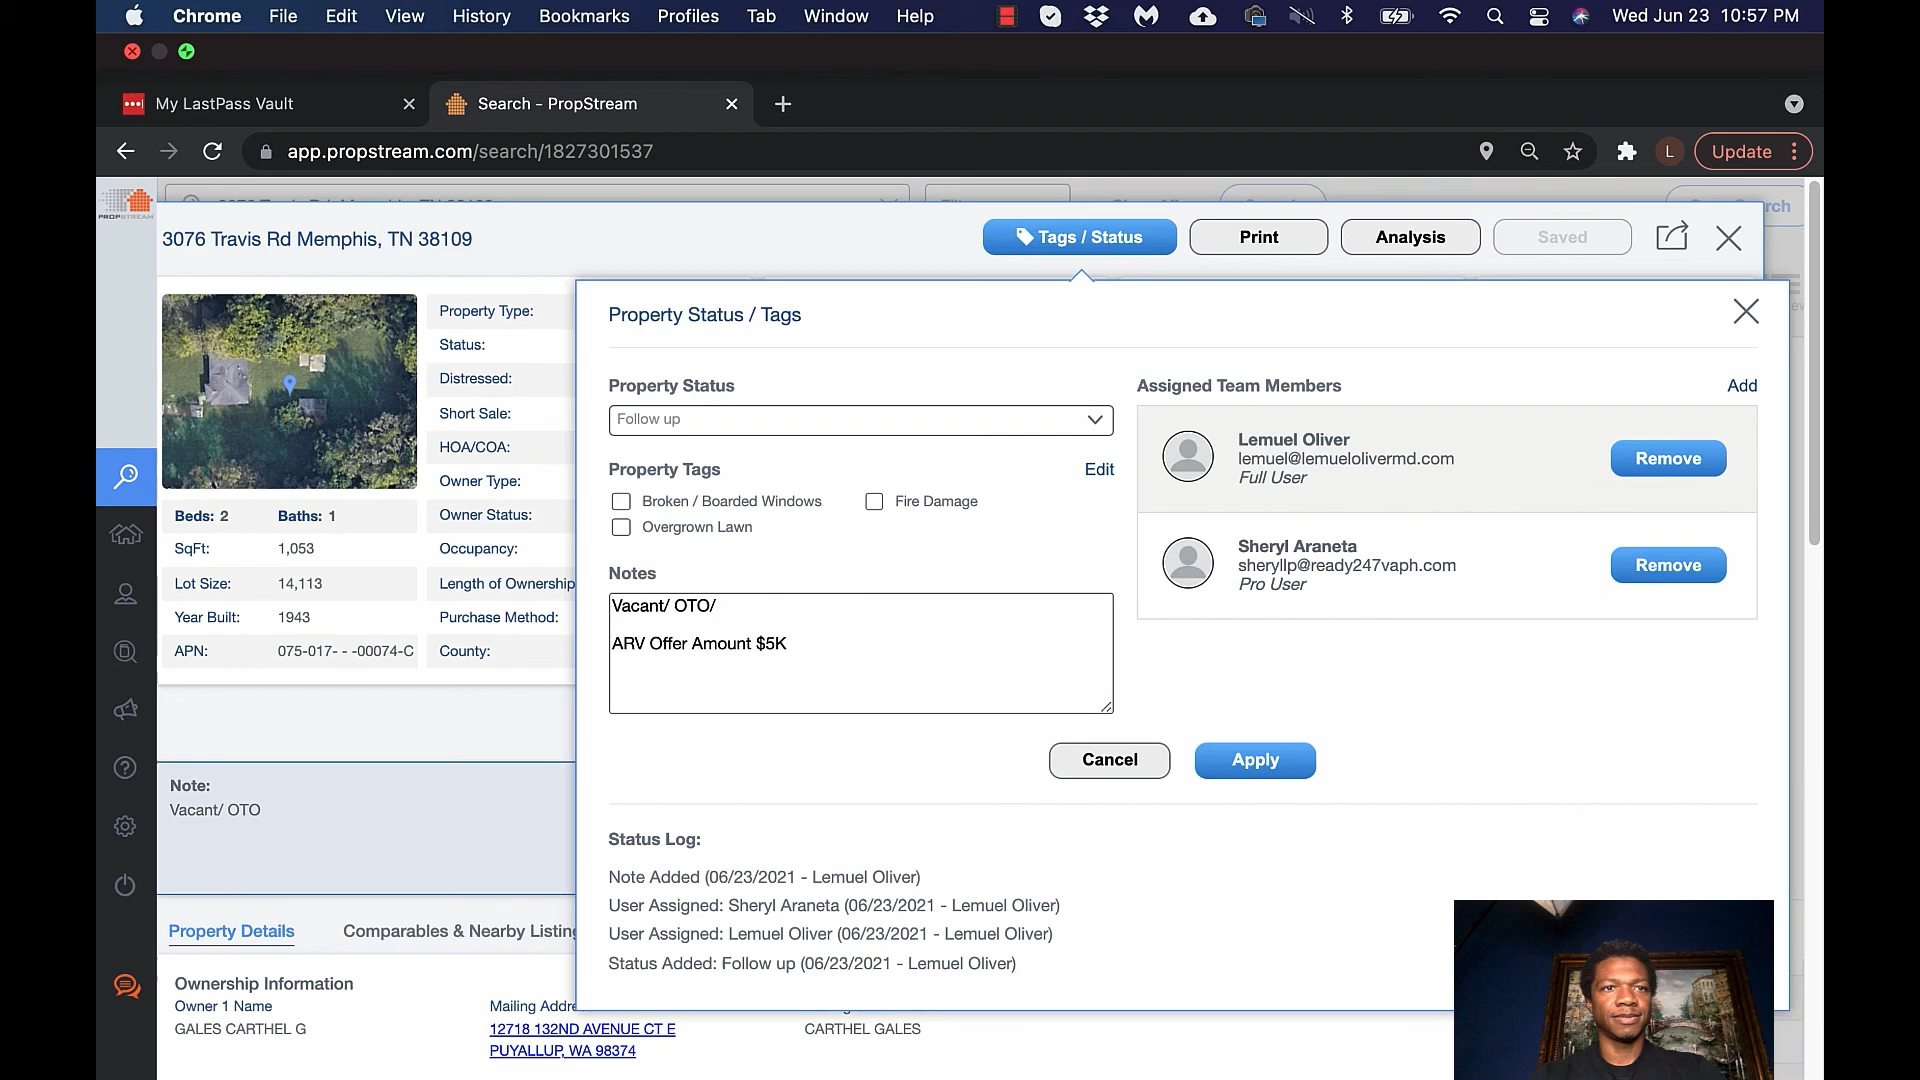 Chrome File Edit View History Bookmarks Profiles Tab Window Help Wed Jun 23 10:57 PM
My LastPass Vault
Search - PropStream
app.propstream.com/search/1827301537
L
Update
PROPSTREAM
3076 Travis Rd Memphis, TN 38109
Tags / Status
Print
Analysis
Saved
Property Type:
Status:
Distressed:
Short Sale:
HOA/COA:
Owner Type:
Owner Status:
Occupancy:
Length of Ownership
Purchase Method:
County:
Beds: 2 Baths: 1
SqFt: 1,053
Lot Size: 14,113
Year Built: 1943
APN: 075-017- - -00074-C
Note:
Vacant/ OTO
Property Details
Comparables & Nearby Listing
Ownership Information
Owner 1 Name
GALES CARTHEL G
Mailing Addre
12718 132ND AVENUE CT E
PUYALLUP, WA 98374
CARTHEL GALES
Property Status / Tags
Property Status
Follow up
Property Tags
Edit
Broken / Boarded Windows
Fire Damage
Overgrown Lawn
Notes
Vacant/ OTO/
ARV Offer Amount $5K
Assigned Team Members
Add
Lemuel Oliver
lemuel@lemuelolivermd.com
Full User
Remove
Sheryl Araneta
sheryllp@ready247vaph.com
Pro User
Remove
Cancel
Apply
Status Log:
Note Added (06/23/2021 - Lemuel Oliver)
User Assigned: Sheryl Araneta (06/23/2021 - Lemuel Oliver)
User Assigned: Lemuel Oliver (06/23/2021 - Lemuel Oliver)
Status Added: Follow up (06/23/2021 - Lemuel Oliver)